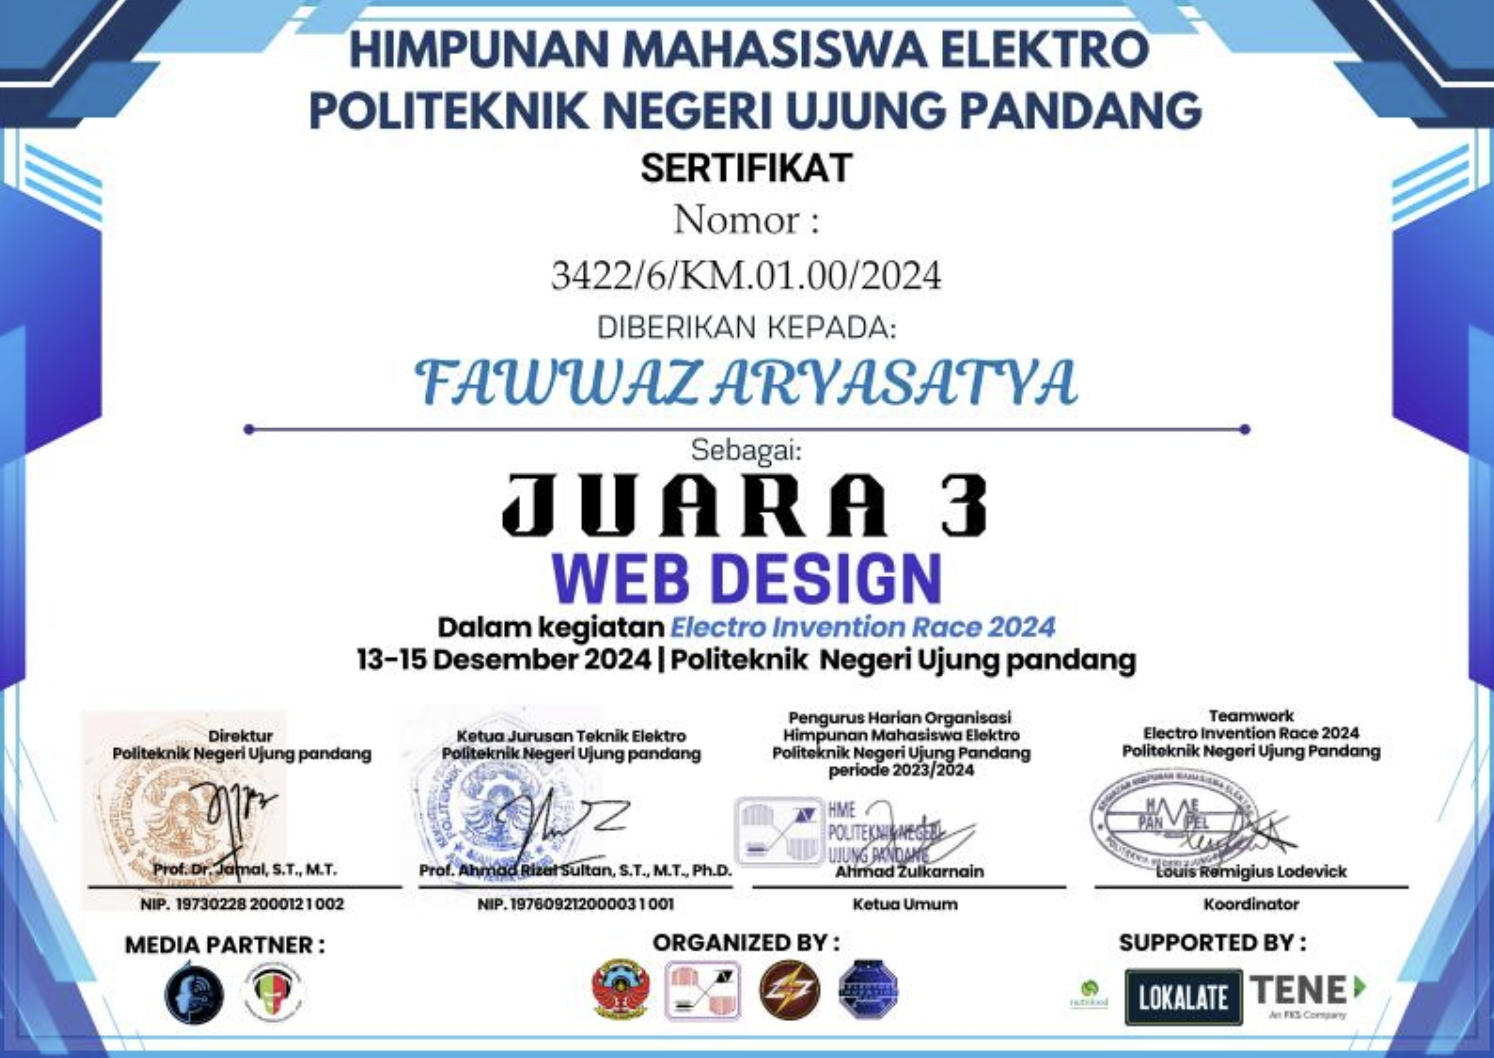 HIMPUNAN MAHASISWA ELEKTRO
POLITEKNIK NEGERI UJUNG PANDANG
SERTIFIKAT
Nomor :
3422/6/KM.01.00/2024
DIBERIKAN KEPADA:
FAWWAZ ARYASATYA
Sebagai:
JUARA 3
WEB DESIGN
Dalam kegiatan Electro Invention Race 2024
13-15 Desember 2024 | Politeknik Negeri Ujung pandang
Direktur
Politeknik Negeri Ujung pandang
Prof. Dr. Jamal, S.T., M.T.
NIP. 19730228 200012 1 002
Ketua Jurusan Teknik Elektro
Politeknik Negeri Ujung pandang
Prof. Ahmad Rizal Sultan, S.T., M.T., Ph.D.
NIP. 197609212000031 001
Pengurus Harian Organisasi
Himpunan Mahasiswa Elektro
Politeknik Negeri Ujung Pandang
periode 2023/2024
HME
POLITEKNIK NEGERI
UJUNG PANDANG
Ahmad Zulkarnain
Ketua Umum
Teamwork
Electro Invention Race 2024
Politeknik Negeri Ujung Pandang
HME
PANPEL
Louis Remigius Lodevick
Koordinator
MEDIA PARTNER :
ORGANIZED BY :
SUPPORTED BY :
nutrifood
LOKALATE
TENE
An FKS Company